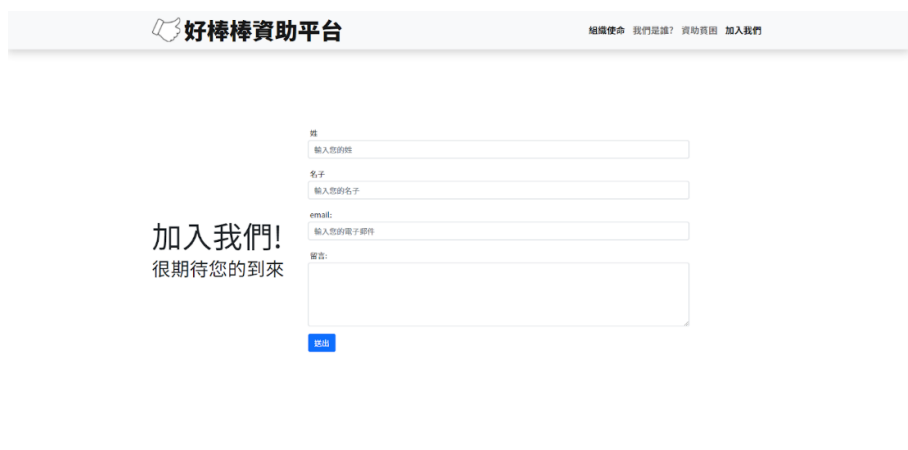 好棒棒資助平台
組織使命 我們是誰? 資助貧困 加入我們
姓
輸入您的姓
名子
輸入您的名子
email:
輸入您的電子郵件
留言:
加入我們!
很期待您的到來
送出